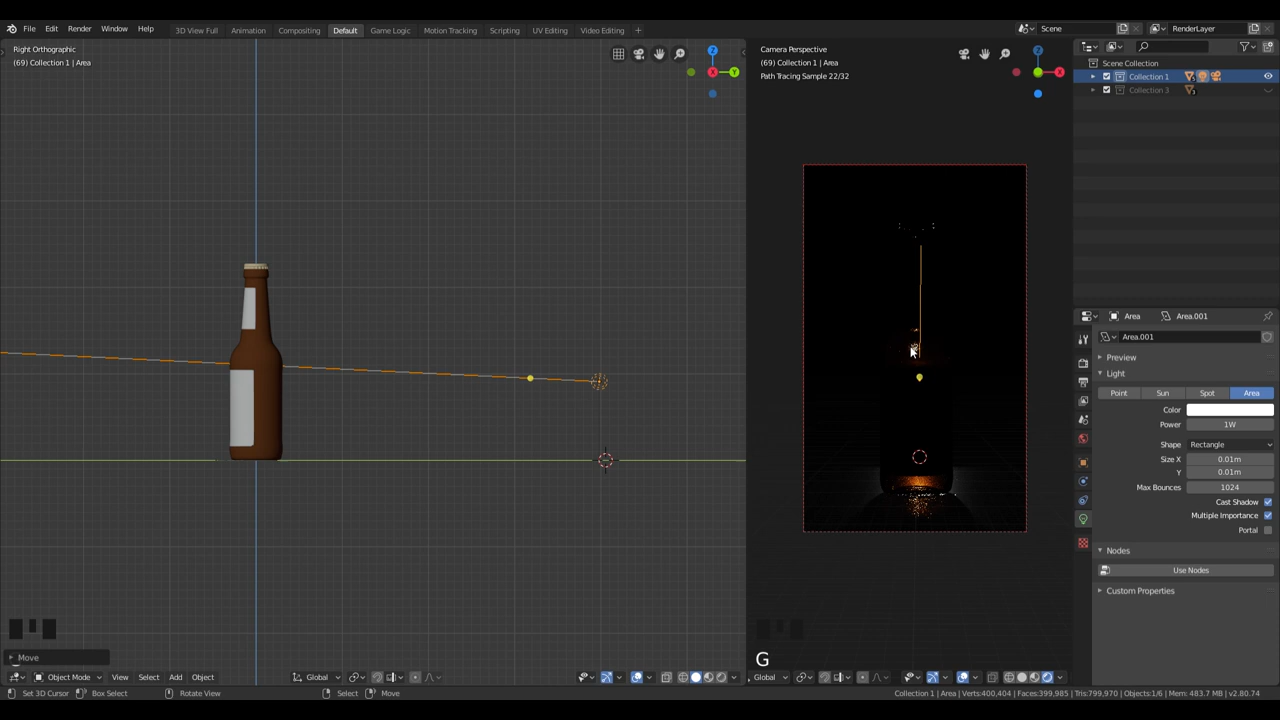 File Edit Render Window Help 3D View Full Animation Compositing Default Game Logic Motion Tracking Scripting UV Editing Video Editing + Scene RenderLayer
Right Orthographic
(69) Collection 1 | Area
Camera Perspective
(69) Collection 1 | Area
Path Tracing Sample 22/32
Z
X
Y
Z
X
Scene Collection
Collection 1
Collection 3
Area Area.001
Area.001
Preview
Light
Point Sun Spot Area
Color
Power 1W
Shape Rectangle
Size X 0.01m
Y 0.01m
Max Bounces 1024
Cast Shadow
Multiple Importance
Portal
Nodes
Use Nodes
Custom Properties
G
Move
Object Mode View Select Add Object Global
Global
Set 3D Cursor Box Select Rotate View Select Move
Collection 1 | Area | Verts:400,404 | Faces:399,985 | Tris:799,970 | Objects:1/6 | Mem: 483.7 MB | v2.80.74